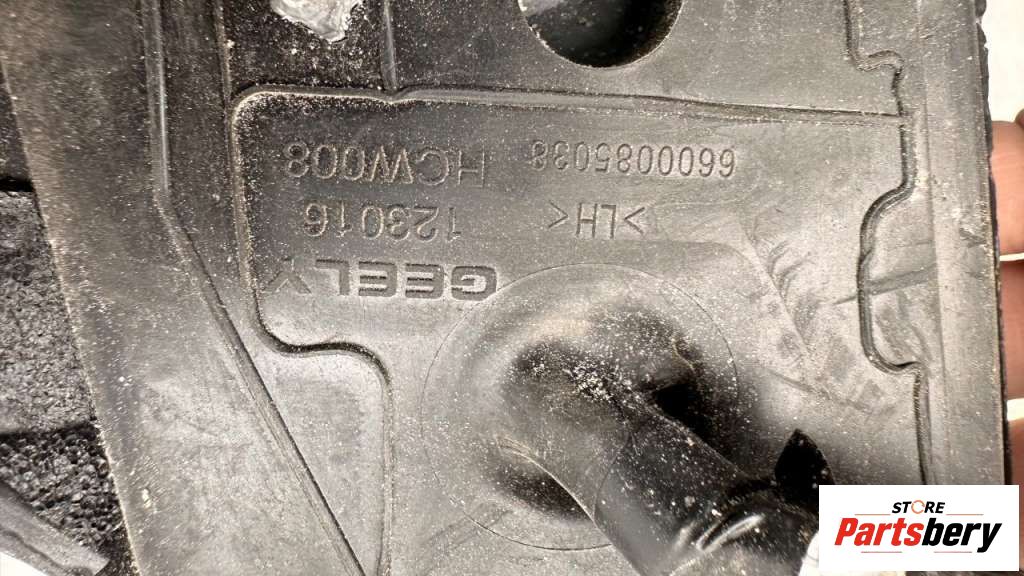 GEELY
123016 >LH<
HCW008 6600085038
STORE
Partsbery